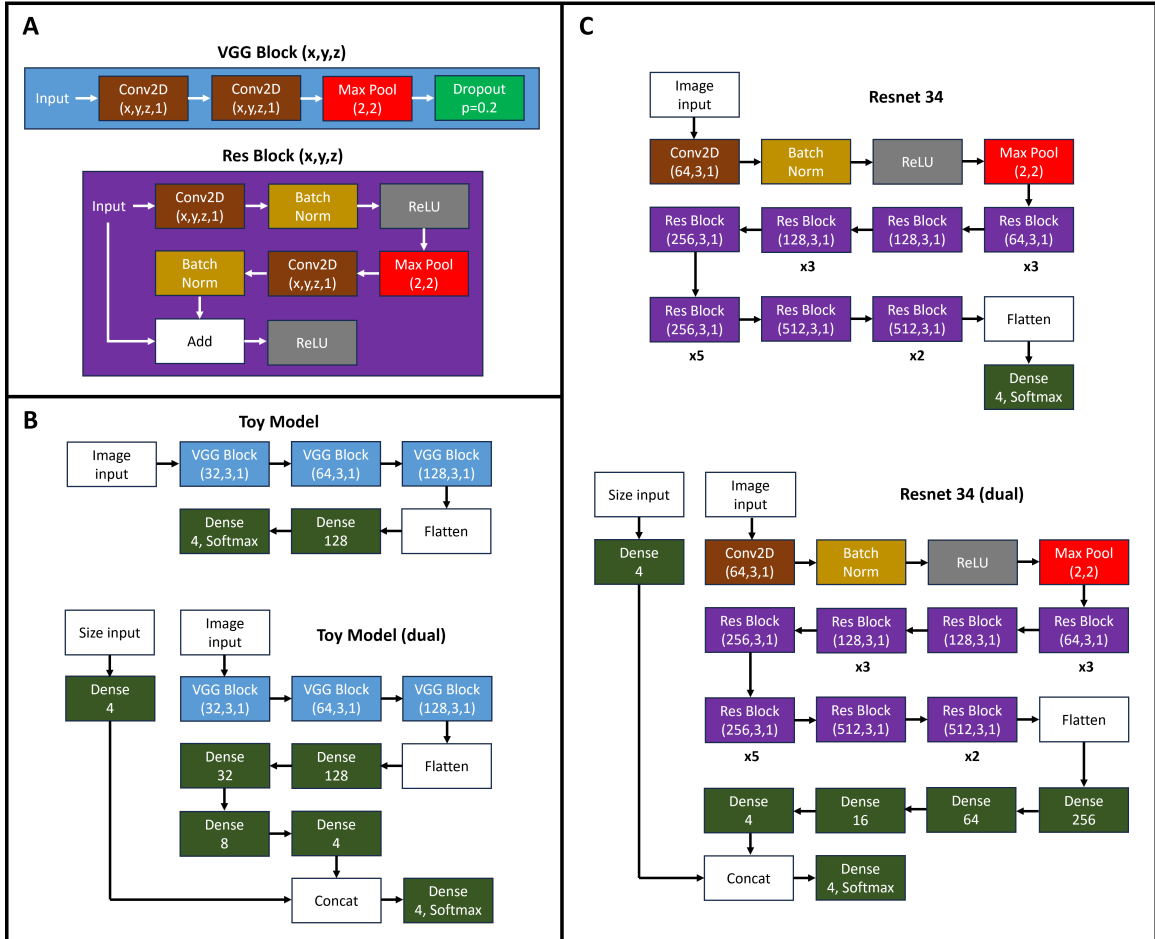 A
VGG Block (x,y,z)
Input
Conv2D
(x,y,z,1)
Conv2D
(x,y,z,1)
Max Pool
(2,2)
Dropout
p=0.2
Res Block (x,y,z)
Input
Conv2D
(x,y,z,1)
Batch
Norm
ReLU
Batch
Norm
Conv2D
(x,y,z,1)
Max Pool
(2,2)
Add
ReLU
B
Toy Model
Image
input
VGG Block
(32,3,1)
VGG Block
(64,3,1)
VGG Block
(128,3,1)
Dense
4, Softmax
Dense
128
Flatten
Toy Model (dual)
Size input
Image
input
Dense
4
VGG Block
(32,3,1)
VGG Block
(64,3,1)
VGG Block
(128,3,1)
Dense
32
Dense
128
Flatten
Dense
8
Dense
4
Concat
Dense
4, Softmax
C
Resnet 34
Image
input
Conv2D
(64,3,1)
Batch
Norm
ReLU
Max Pool
(2,2)
Res Block
(256,3,1)
Res Block
(128,3,1)
x3
Res Block
(128,3,1)
Res Block
(64,3,1)
x3
Res Block
(256,3,1)
x5
Res Block
(512,3,1)
Res Block
(512,3,1)
x2
Flatten
Dense
4, Softmax
Resnet 34 (dual)
Size input
Image
input
Dense
4
Conv2D
(64,3,1)
Batch
Norm
ReLU
Max Pool
(2,2)
Res Block
(256,3,1)
Res Block
(128,3,1)
x3
Res Block
(128,3,1)
Res Block
(64,3,1)
x3
Res Block
(256,3,1)
x5
Res Block
(512,3,1)
Res Block
(512,3,1)
x2
Flatten
Dense
4
Dense
16
Dense
64
Dense
256
Concat
Dense
4, Softmax